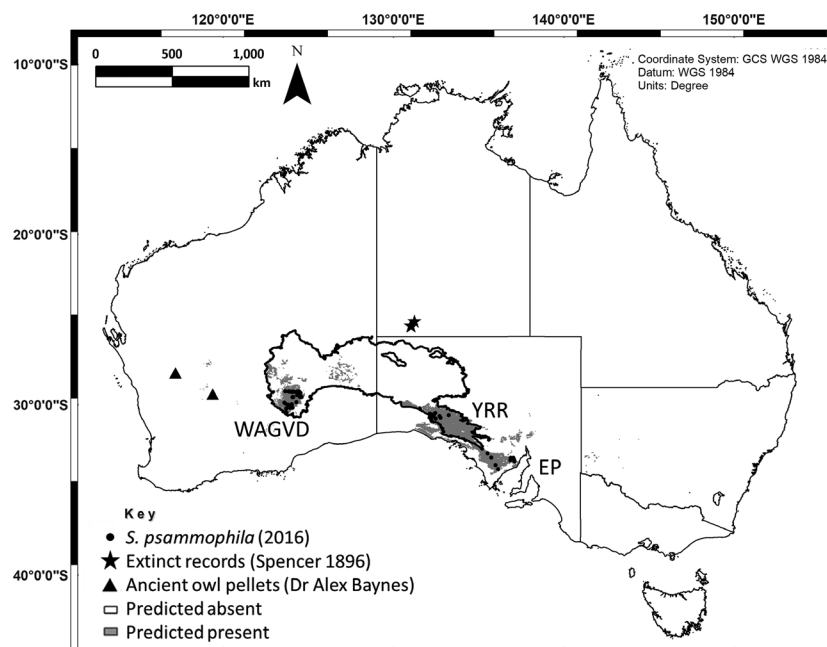 120°0'0"E 130°0'0"E 140°0'0"E 150°0'0"E
0 500 1,000
km
N
Coordinate System: GCS WGS 1984
Datum: WGS 1984
Units: Degree
10°0'0"S
20°0'0"S
30°0'0"S
40°0'0"S
WAGVD
YRR
EP
Key
S. psammophila (2016)
Extinct records (Spencer 1896)
Ancient owl pellets (Dr Alex Baynes)
Predicted absent
Predicted present